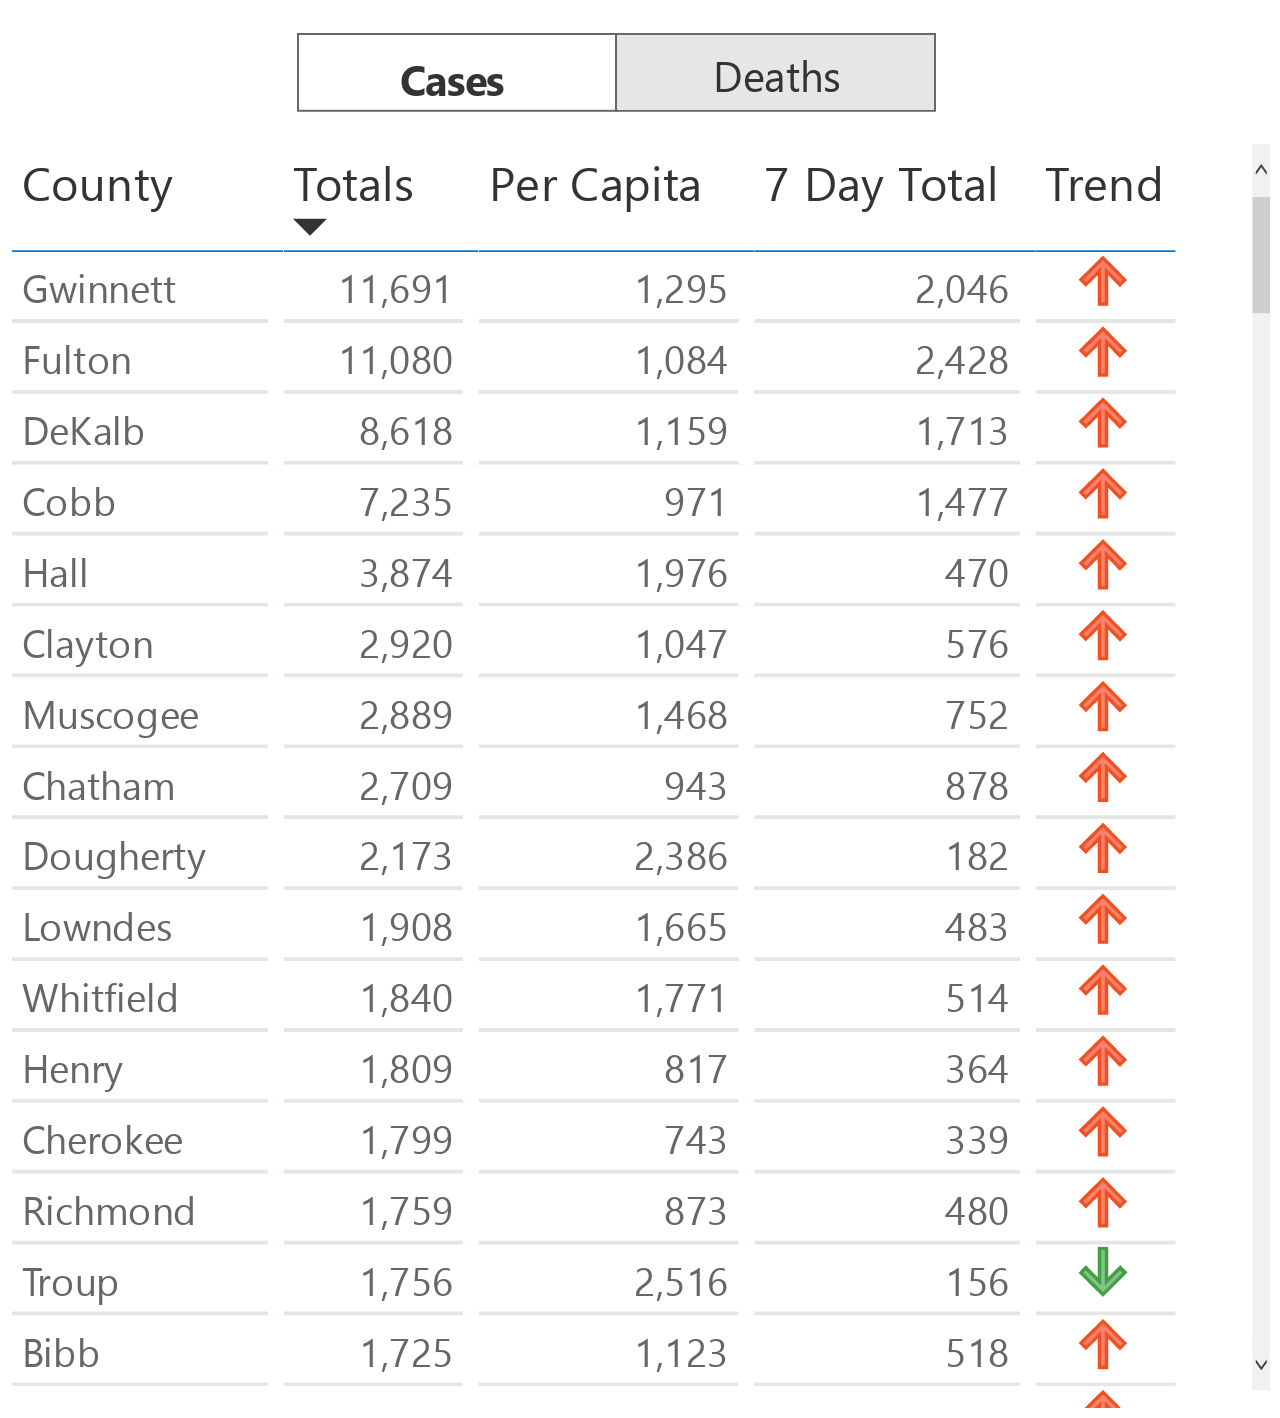 Cases Deaths
County Totals Per Capita 7 Day Total Trend
Gwinnett 11,691 1,295 2,046
Fulton 11,080 1,084 2,428
DeKalb 8,618 1,159 1,713
Cobb 7,235 971 1,477
Hall 3,874 1,976 470
Clayton 2,920 1,047 576
Muscogee 2,889 1,468 752
Chatham 2,709 943 878
Dougherty 2,173 2,386 182
Lowndes 1,908 1,665 483
Whitfield 1,840 1,771 514
Henry 1,809 817 364
Cherokee 1,799 743 339
Richmond 1,759 873 480
Troup 1,756 2,516 156
Bibb 1,725 1,123 518